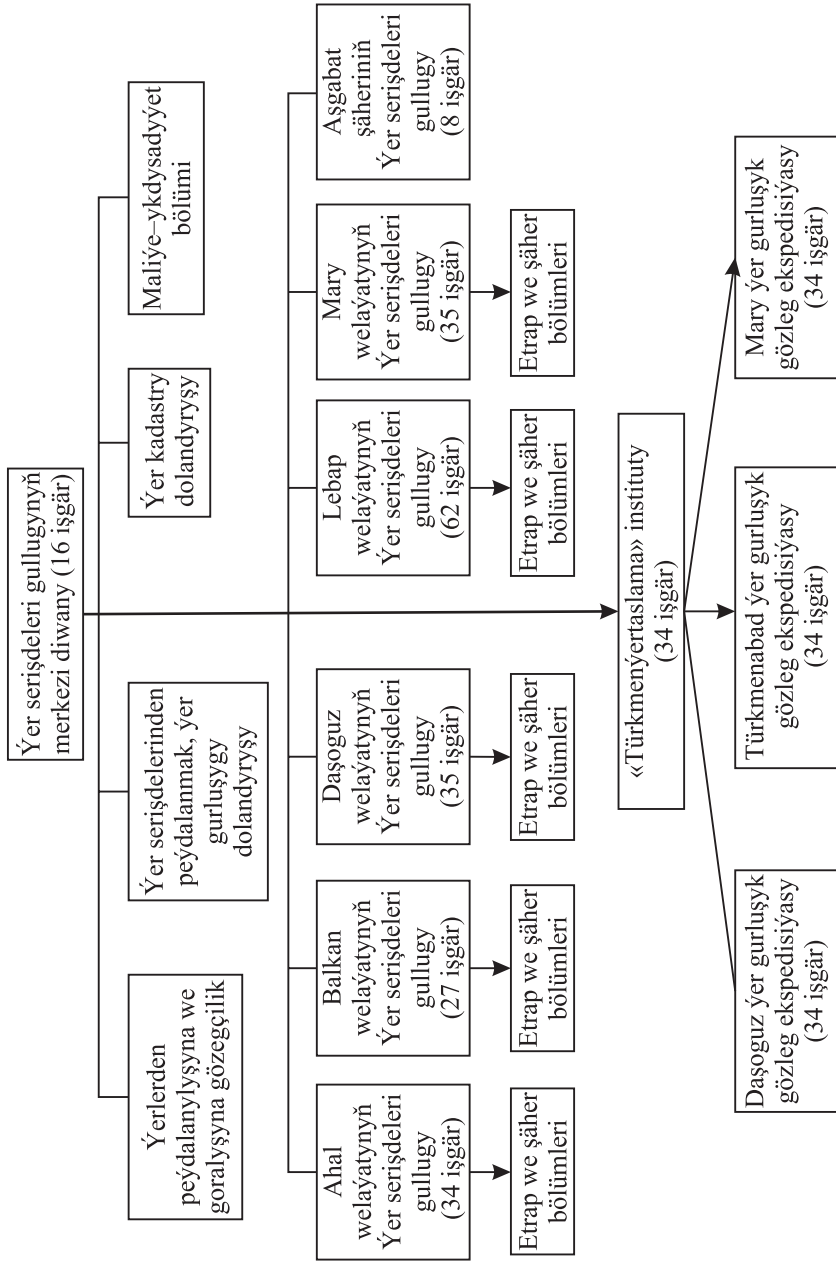 Ýer serişdeleri gullugynyň
merkezi diwany (16 işgär)
Ýerlerden
peýdalanylyşyna we
goralyşyna gözegçilik
Ýer serişdelerinden
peýdalanmak, ýer
gurluşygy
dolandyryşy
Ýer kadastry
dolandyryşy
Maliýe–ykdysadyýet
bölümi
Ahal
welaýatynyň
Ýer serişdeleri
gullugy
(34 işgär)
Balkan
welaýatynyň
Ýer serişdeleri
gullugy
(27 işgär)
Daşoguz
welaýatynyň
Ýer serişdeleri
gullugy
(35 işgär)
Lebap
welaýatynyň
Ýer serişdeleri
gullugy
(62 işgär)
Mary
welaýatynyň
Ýer serişdeleri
gullugy
(35 işgär)
Aşgabat
şäheriniň
Ýer serişdeleri
gullugy
(8 işgär)
Etrap we şäher
bölümleri
Etrap we şäher
bölümleri
Etrap we şäher
bölümleri
Etrap we şäher
bölümleri
Etrap we şäher
bölümleri
«Türkmenýertaslama» instituty
(34 işgär)
Daşoguz ýer gurluşyk
gözleg ekspedisiýasy
(34 işgär)
Türkmenabad ýer gurluşyk
gözleg ekspedisiýasy
(34 işgär)
Mary ýer gurluşyk
gözleg ekspedisiýasy
(34 işgär)